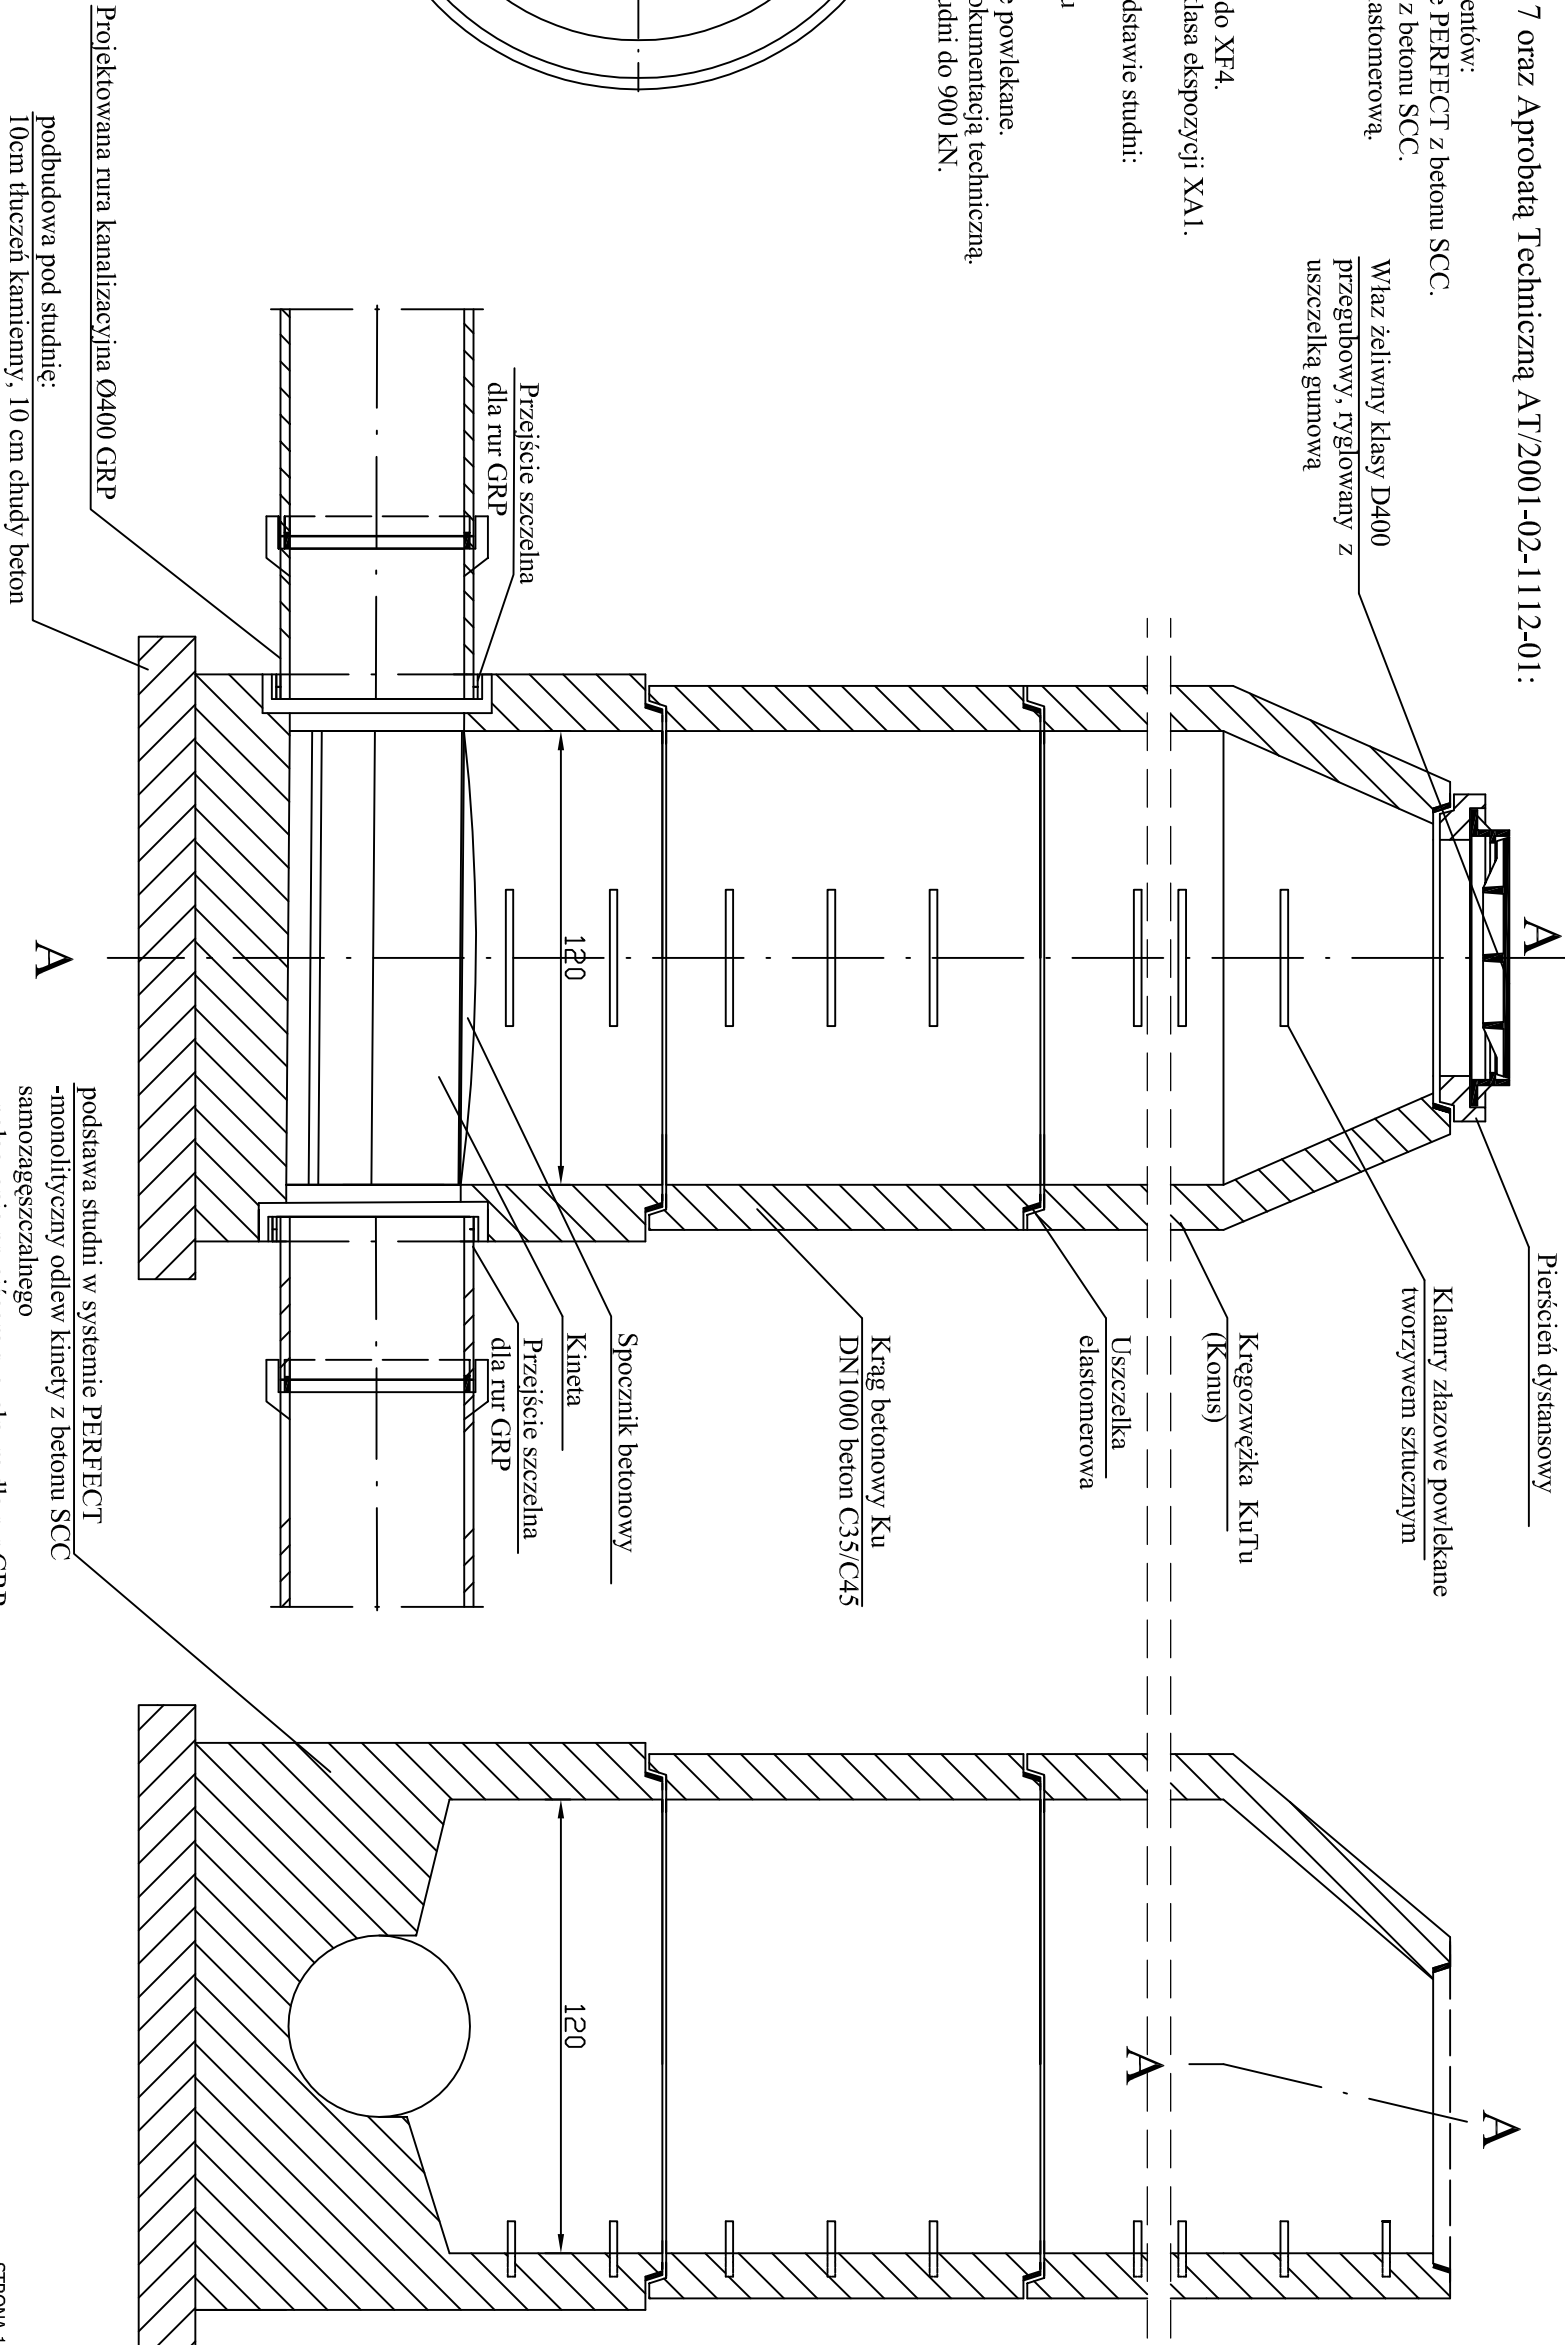 7 oraz Aprobatą Techniczną AT/2001-02-1112-01:
entów:
e PERFECT z betonu SCC.
z betonu SCC.
lastomerową.
do XF4.
klasa ekspozycji XA1.
dstawie studni:
u
e powlekane.
okumentacją techniczną.
udni do 900 kN.
Właz żeliwny klasy D400
przegubowy, ryglowany z
uszczelką gumową
Przejście szczelna
dla rur GRP
Projektowana rura kanalizacyjna Ø400 GRP
podbudowa pod studnię:
10cm tłuczeń kamienny, 10 cm chudy beton
A
120
A
Pierścień dystansowy
Klamry złazowe powlekane
tworzywem sztucznym
Kręgozwężka KuTu
(Konus)
Uszczelka
elastomerowa
Krąg betonowy Ku
DN1000 beton C35/C45
Spocznik betonowy
Kineta
Przejście szczelna
dla rur GRP
podstawa studni w systemie PERFECT
-monolityczny odlew kinety z betonu SCC
samozagęszczalnego
A
A
120